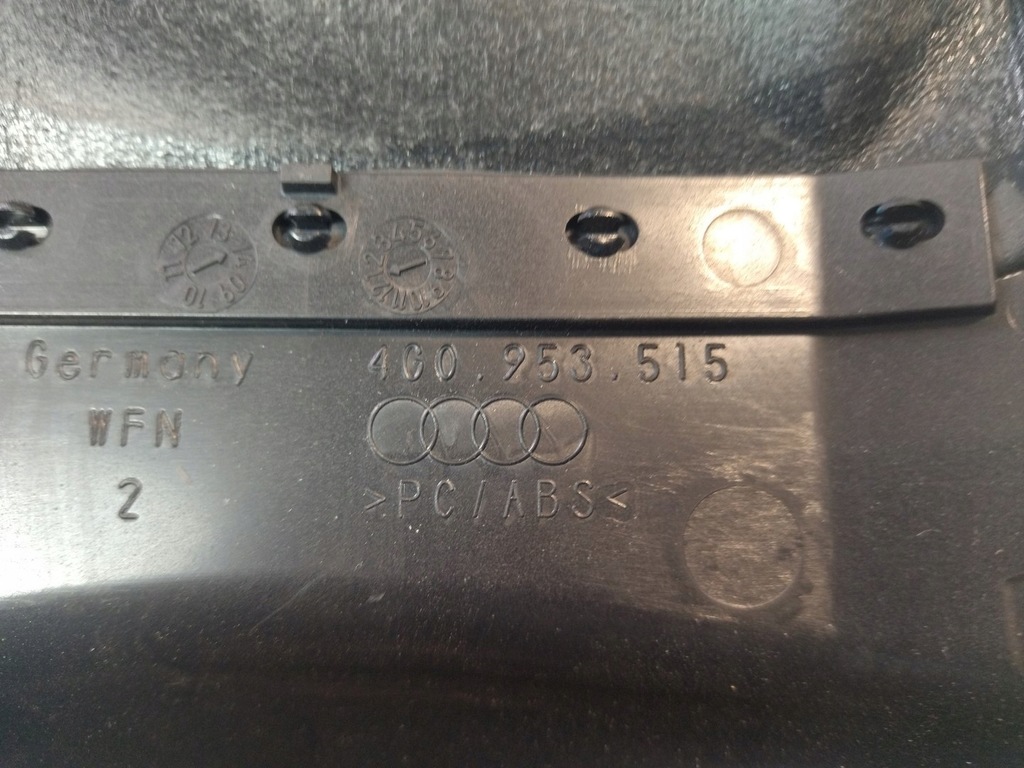 Germany
4G0.953.515
WFN
2
>PC/ABS<